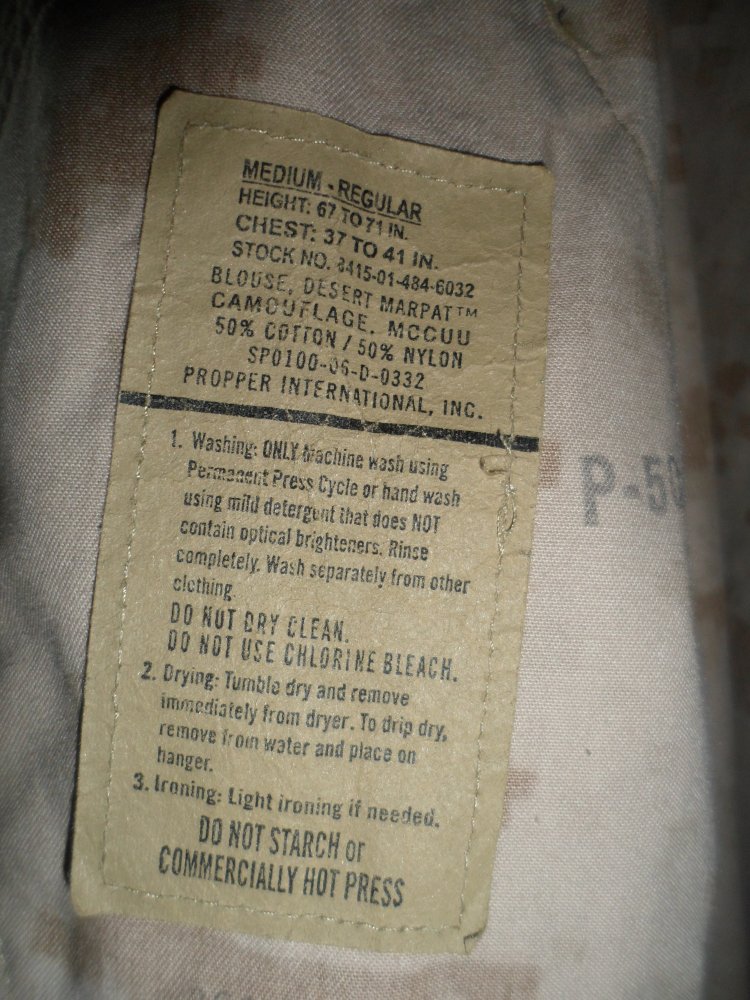 MEDIUM - REGULAR
HEIGHT: 67 TO 71 IN.
CHEST: 37 TO 41 IN.
STOCK NO. 8415-01-484-6032
BLOUSE, DESERT MARPAT™
CAMOUFLAGE, MCCUU
50% COTTON / 50% NYLON
SPO100-06-D-0332
PROPPER INTERNATIONAL, INC.
1. Washing: ONLY Machine wash using
Permanent Press Cycle or hand wash
using mild detergent that does NOT
contain optical brighteners. Rinse
completely. Wash separately from other
clothing.
DO NOT DRY CLEAN.
DO NOT USE CHLORINE BLEACH.
2. Drying: Tumble dry and remove
immediately from dryer. To drip dry,
remove from water and place on
hanger.
3. Ironing: Light ironing if needed.
DO NOT STARCH or
COMMERCIALLY HOT PRESS